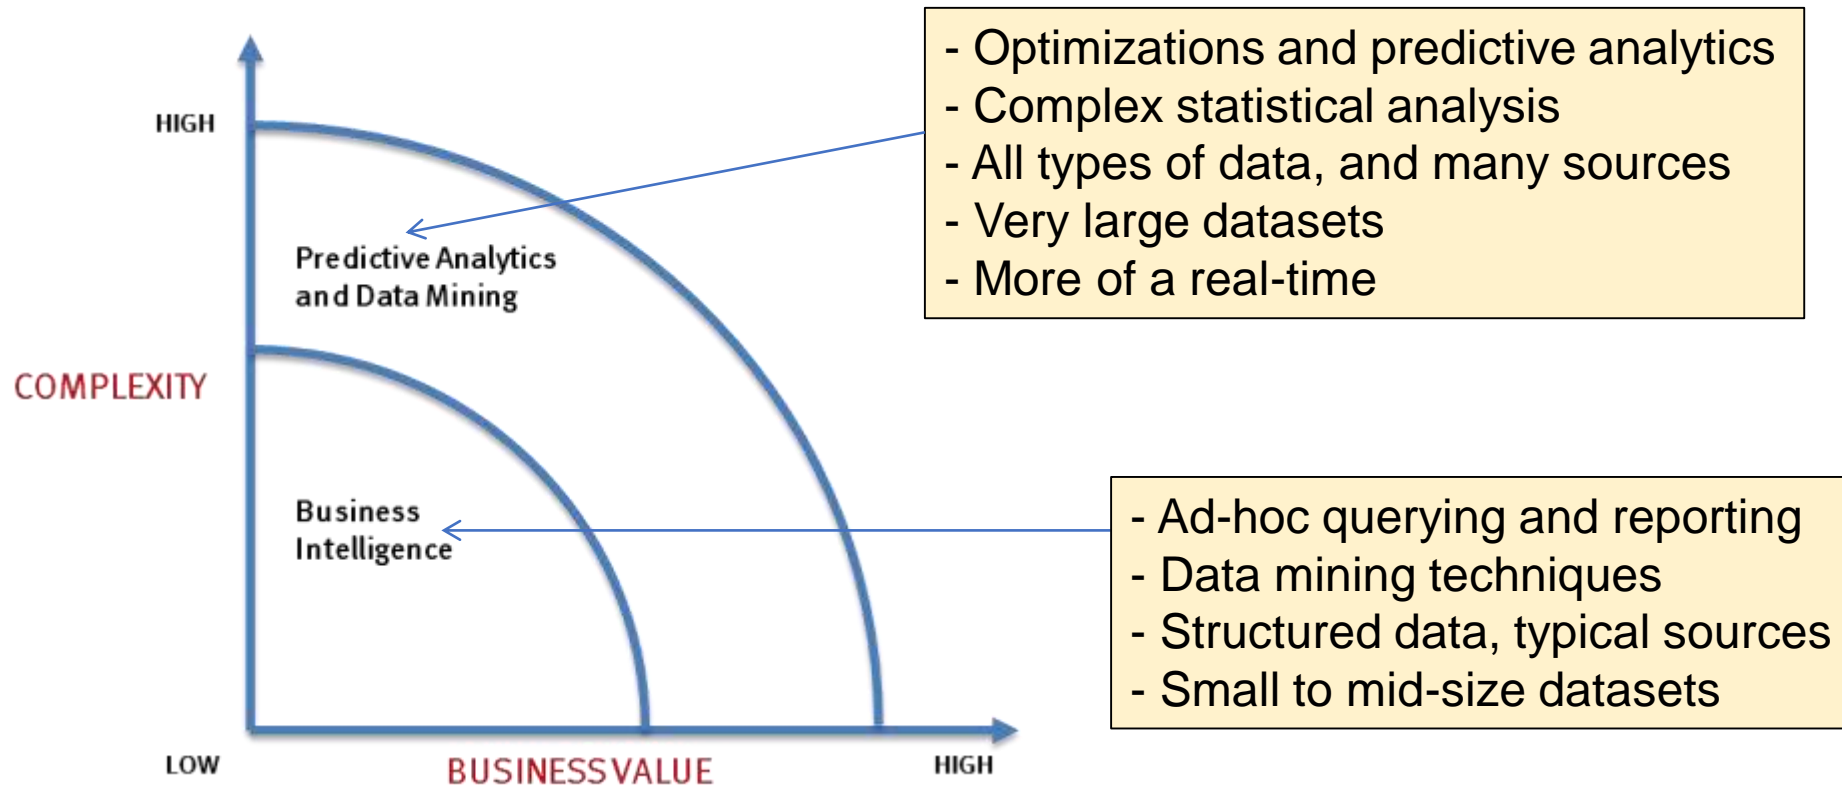 - Optimizations and predictive analytics
- Complex statistical analysis
- All types of data, and many sources
- Very large datasets
- More of a real-time
HIGH
Predictive Analytics
and Data Mining
COMPLEXITY
Business
Intelligence
- Ad-hoc querying and reporting
- Data mining techniques
- Structured data, typical sources
- Small to mid-size datasets
LOW
BUSINESS VALUE
HIGH